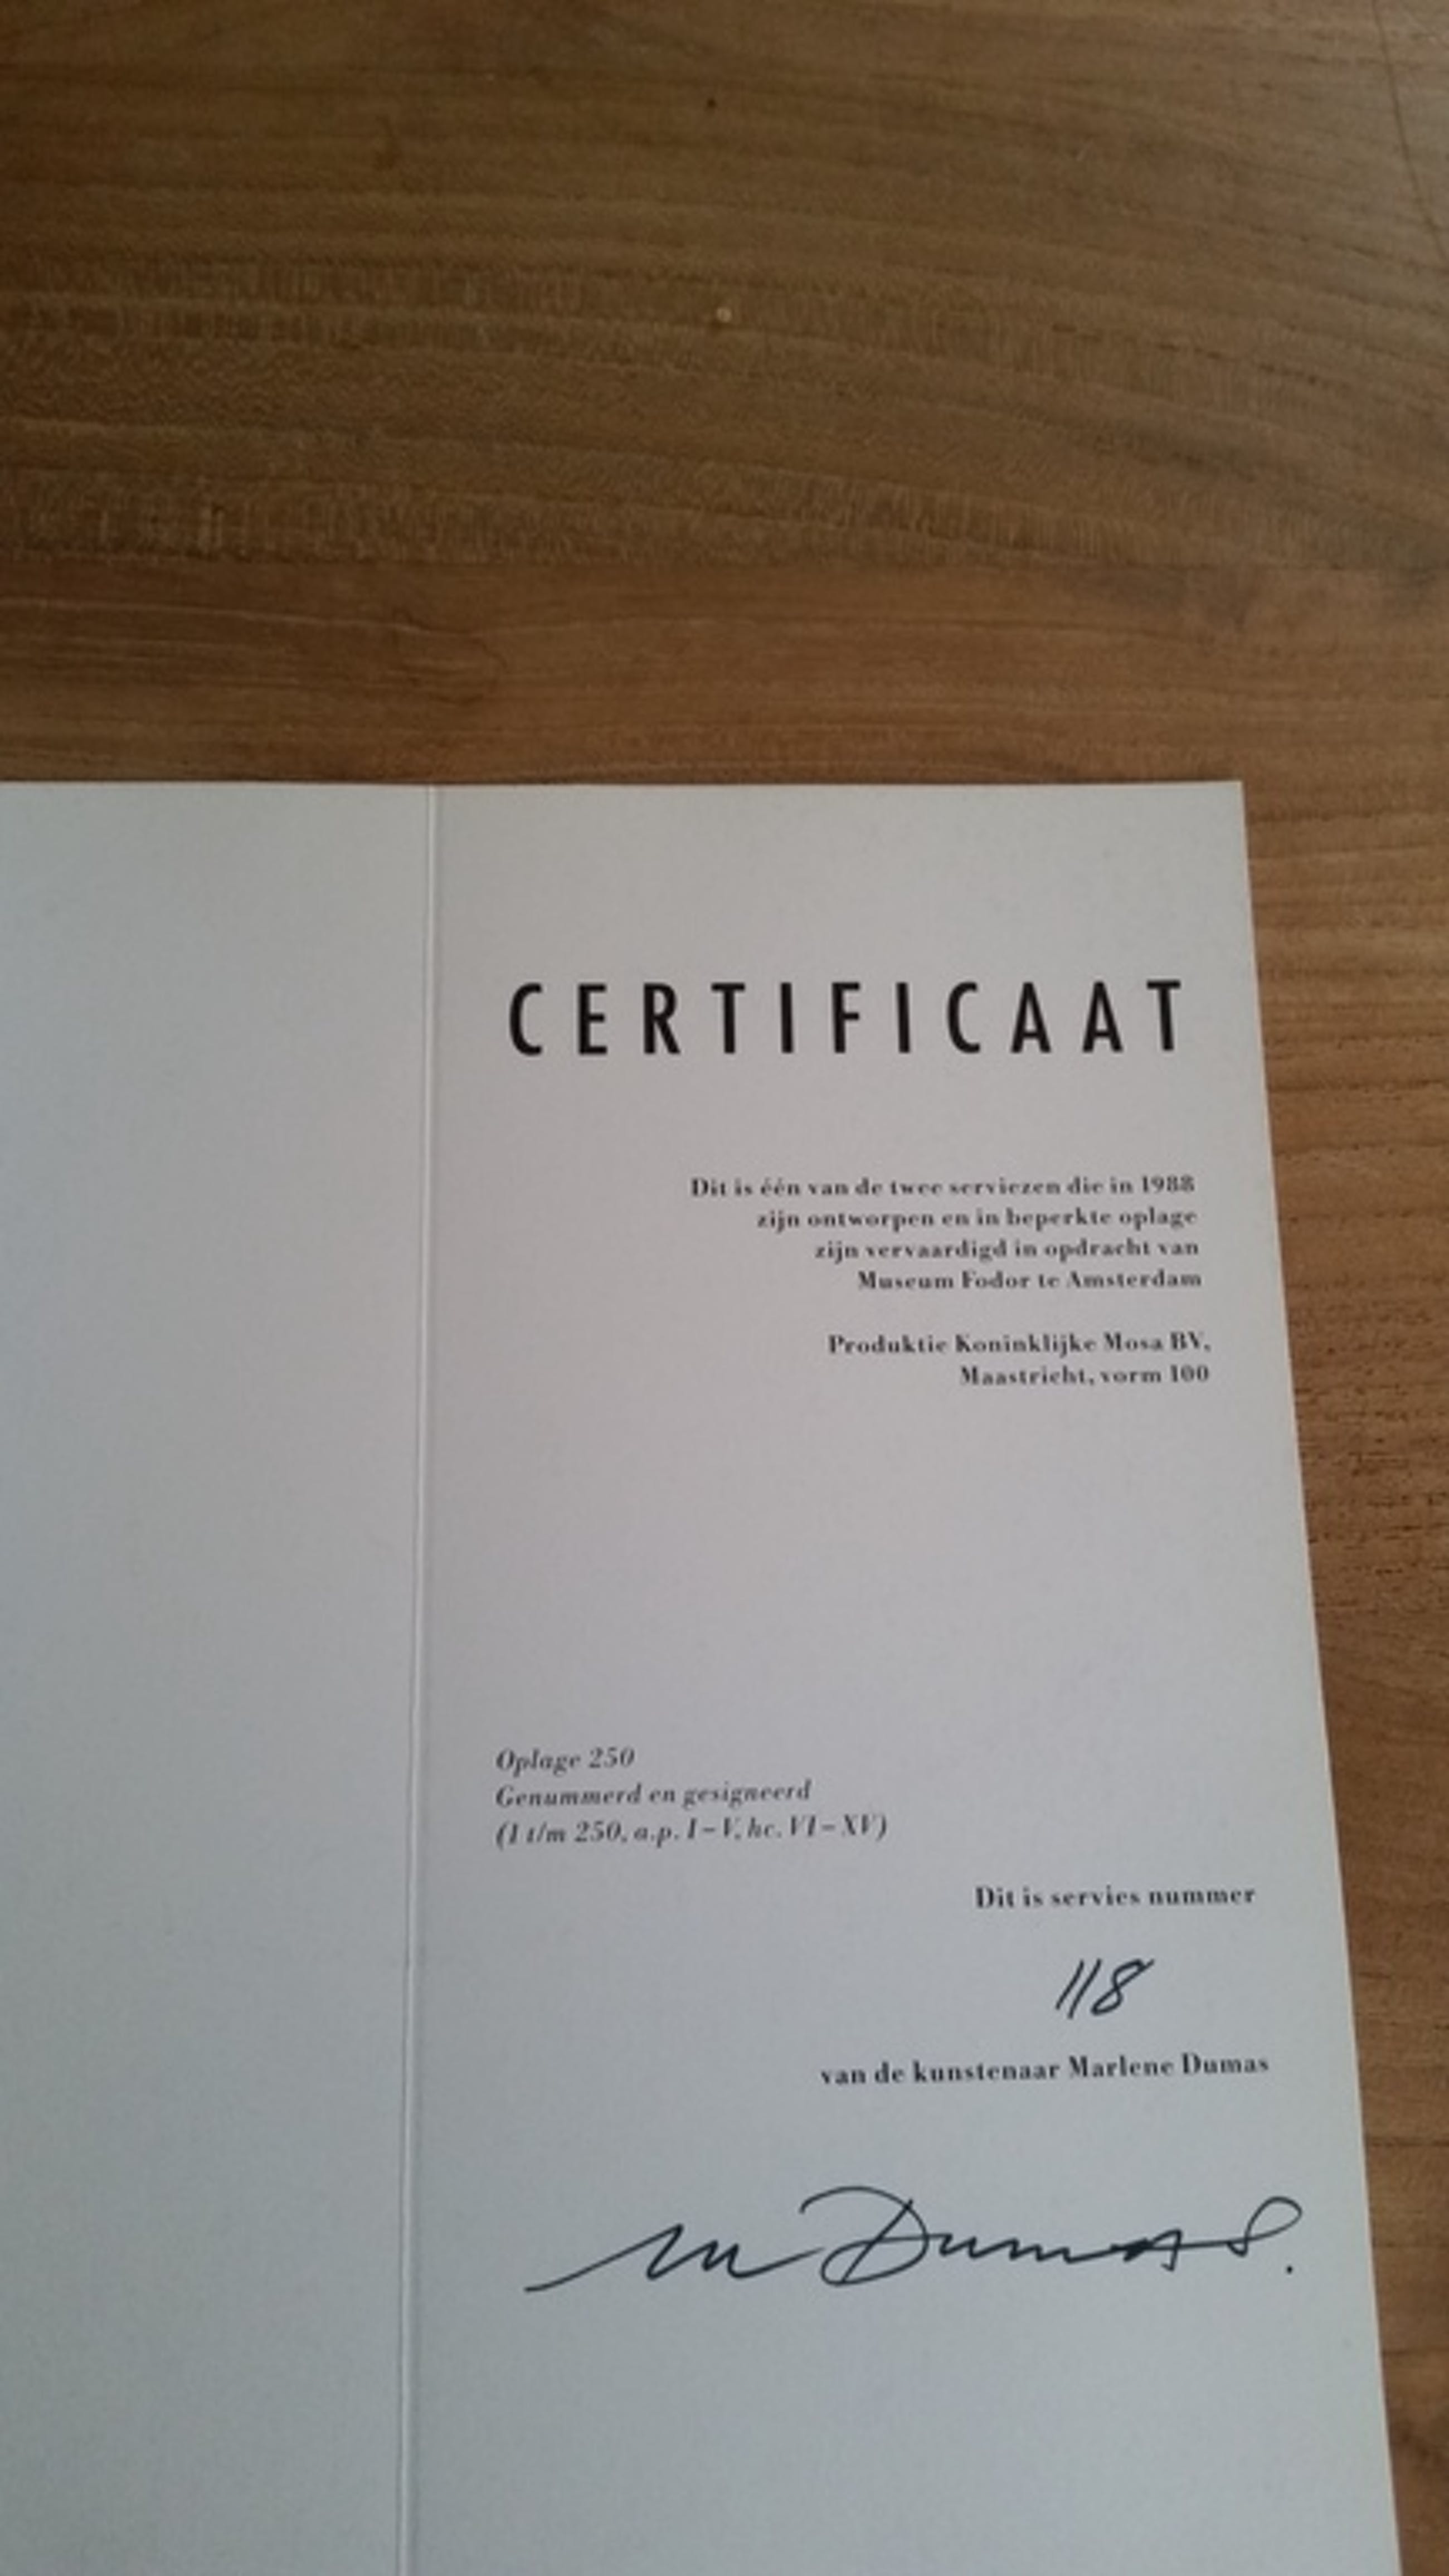 CERTIFICAAT
Dit is één van de twee serviezen die in 1988
zijn ontworpen en in beperkte oplage
zijn vervaardigd in opdracht van
Museum Fodor te Amsterdam
Produktie Koninklijke Mosa BV,
Maastricht, vorm 100
Oplage 250
Genummerd en gesigneerd
(1 t/m 250, a.p. I–V, hc. VI–XV)
Dit is servies nummer
118
van de kunstenaar Marlene Dumas
M Dumas.